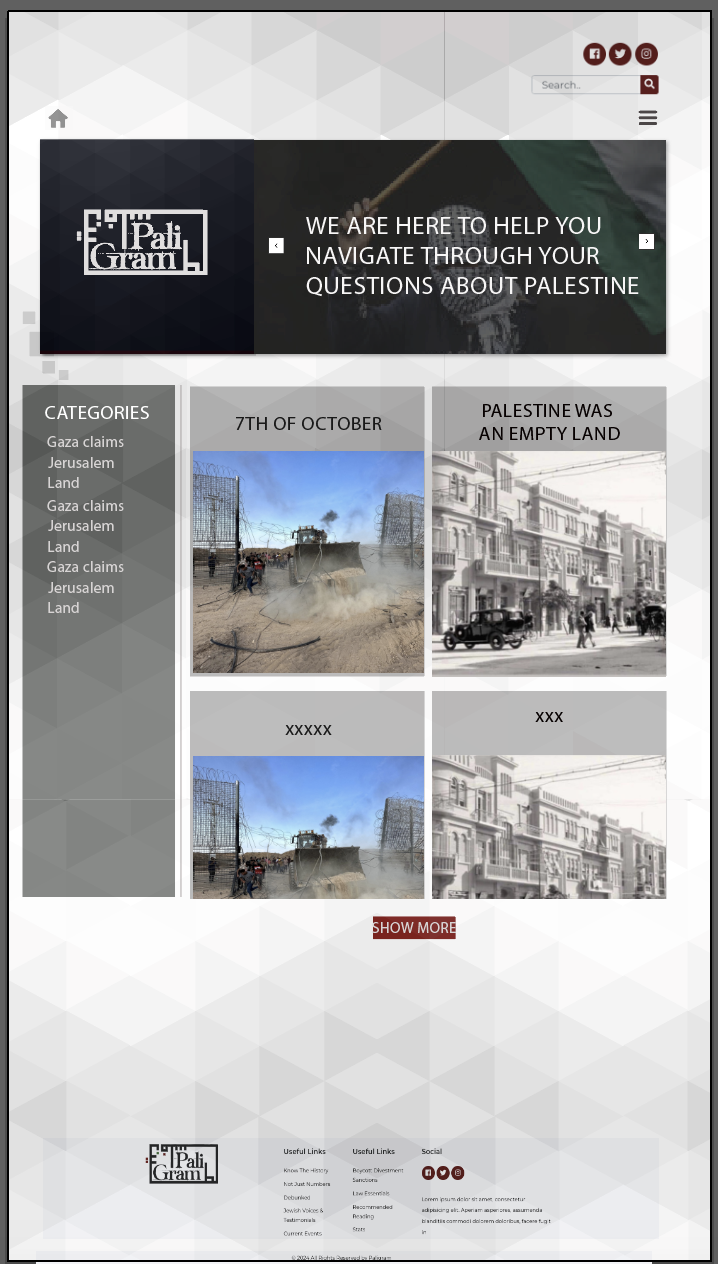 Search..
Pali
Gram
WE ARE HERE TO HELP YOU
NAVIGATE THROUGH YOUR
QUESTIONS ABOUT PALESTINE
CATEGORIES
Gaza claims
Jerusalem
Land
Gaza claims
Jerusalem
Land
Gaza claims
Jerusalem
Land
7TH OF OCTOBER
PALESTINE WAS
AN EMPTY LAND
xxxxx
xxx
SHOW MORE
Pali
Gram
Useful Links
Know The History
Not Just Numbers
Debunked
Jewish Voices &
Testimonials
Current Events
Useful Links
Boycott Divestment
Sanctions
Law Essentials
Recommended
Reading
Stats
Social
Lorem ipsum dolor sit amet, consectetur
adipisicing elit. Aperiam asperiores, assumenda
blanditiis commodi dolorem doloribus, facere fugit
in
© 2024 All Rights Reserved by Paligram